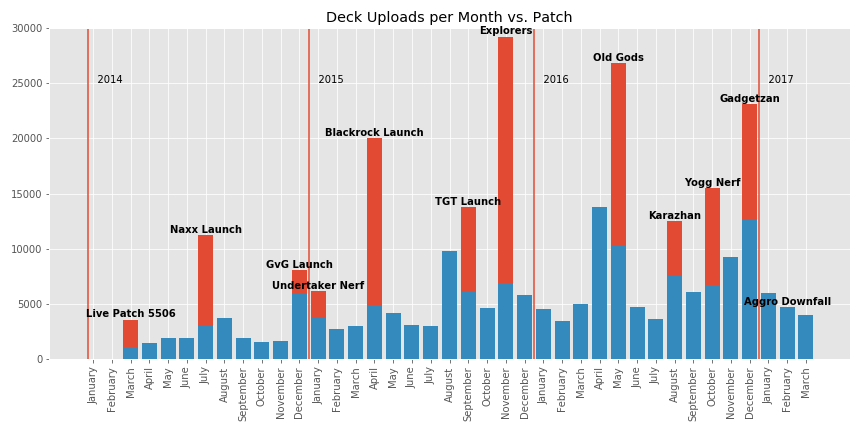 Deck Uploads per Month vs. Patch
30000
25000
20000
15000
10000
5000
0
2014
2015
2016
2017
Live Patch 5506
Naxx Launch
GvG Launch
Undertaker Nerf
Blackrock Launch
TGT Launch
Explorers
Old Gods
Karazhan
Yogg Nerf
Gadgetzan
Aggro Downfall
January
February
March
April
May
June
July
August
September
October
November
December
January
February
March
April
May
June
July
August
September
October
November
December
January
February
March
April
May
June
July
August
September
October
November
December
January
February
March